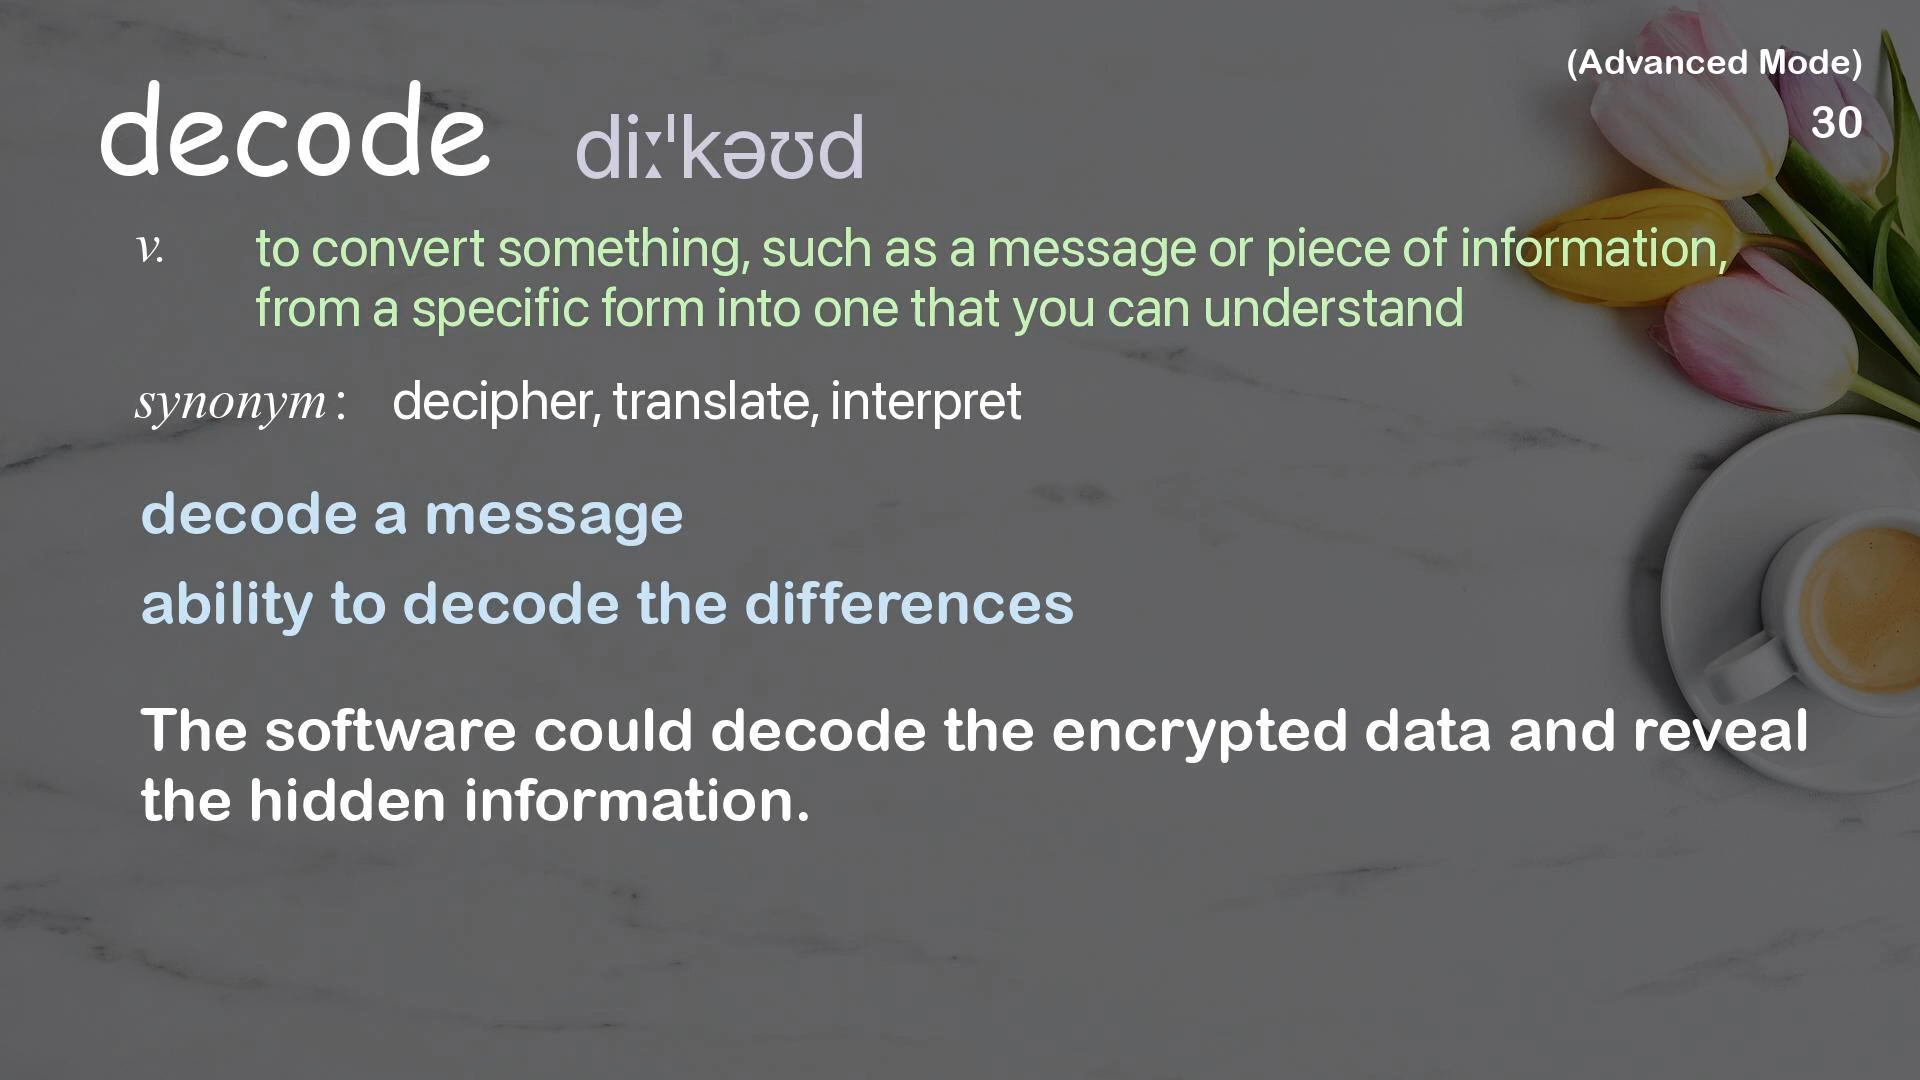 (Advanced Mode)
30
decode diːˈkəʊd
v. to convert something, such as a message or piece of information,
from a specific form into one that you can understand
synonym : decipher, translate, interpret
decode a message
ability to decode the differences
The software could decode the encrypted data and reveal
the hidden information.